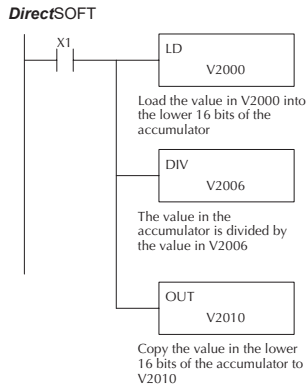 DirectSOFT
X1
LD
V2000
Load the value in V2000 into
the lower 16 bits of the
accumulator
DIV
V2006
The value in the
accumulator is divided by
the value in V2006
OUT
V2010
Copy the value in the lower
16 bits of the accumulator to
V2010